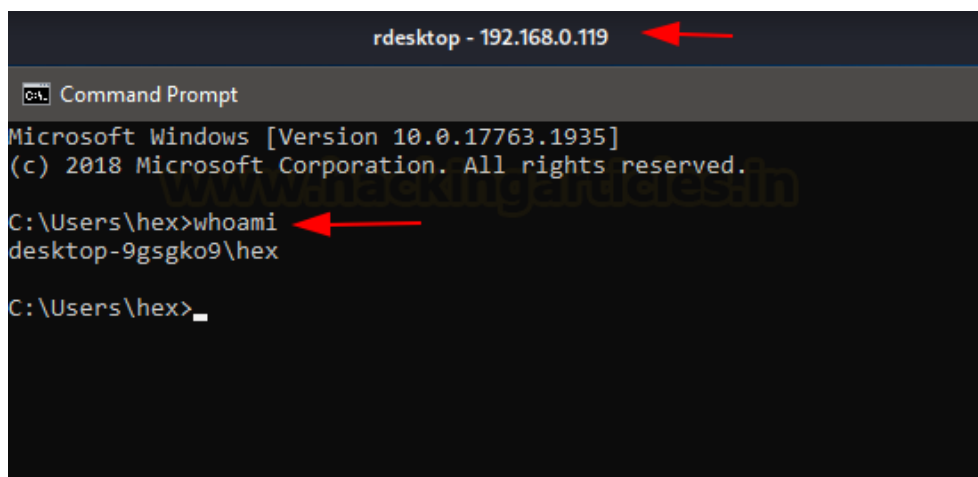 rdesktop - 192.168.0.119
Command Prompt
Microsoft Windows [Version 10.0.17763.1935]
(c) 2018 Microsoft Corporation. All rights reserved.
www.hackingarticles.in
C:\Users\hex>whoami
desktop-9gsgko9\hex
C:\Users\hex>